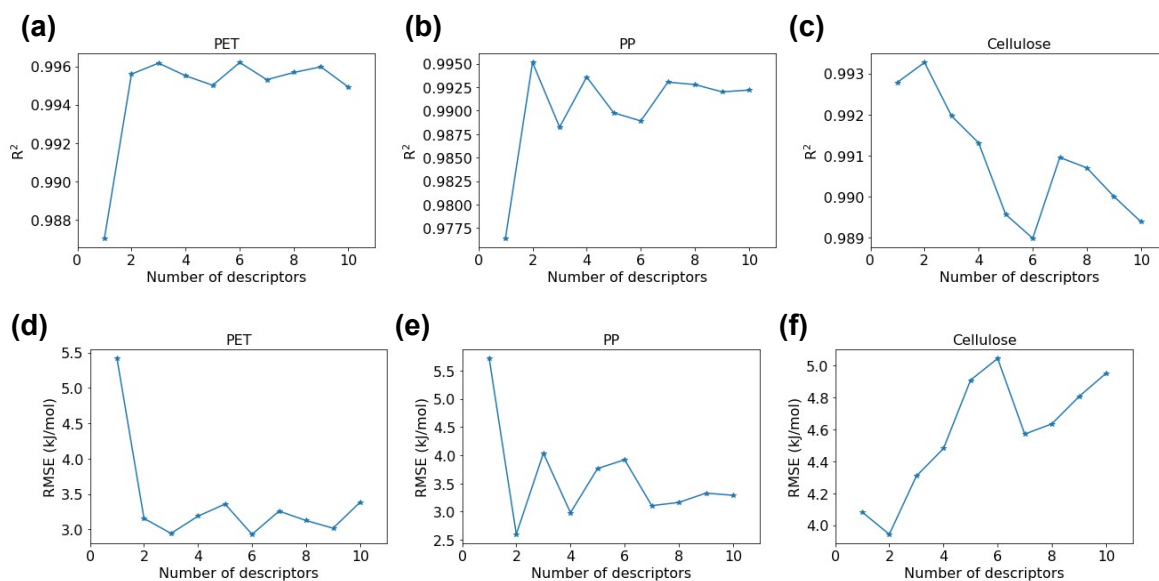 (a) (b) (c)
PET PP Cellulose
0.996 0.994 0.992 0.990 0.988
R²
0 2 4 6 8 10
Number of descriptors
0.9950 0.9925 0.9900 0.9875 0.9850 0.9825 0.9800 0.9775
R²
0 2 4 6 8 10
Number of descriptors
0.993 0.992 0.991 0.990 0.989
R²
0 2 4 6 8 10
Number of descriptors
(d) (e) (f)
PET PP Cellulose
5.5 5.0 4.5 4.0 3.5 3.0
RMSE (kJ/mol)
0 2 4 6 8 10
Number of descriptors
5.5 5.0 4.5 4.0 3.5 3.0 2.5
RMSE (kJ/mol)
0 2 4 6 8 10
Number of descriptors
5.0 4.8 4.6 4.4 4.2 4.0
RMSE (kJ/mol)
0 2 4 6 8 10
Number of descriptors